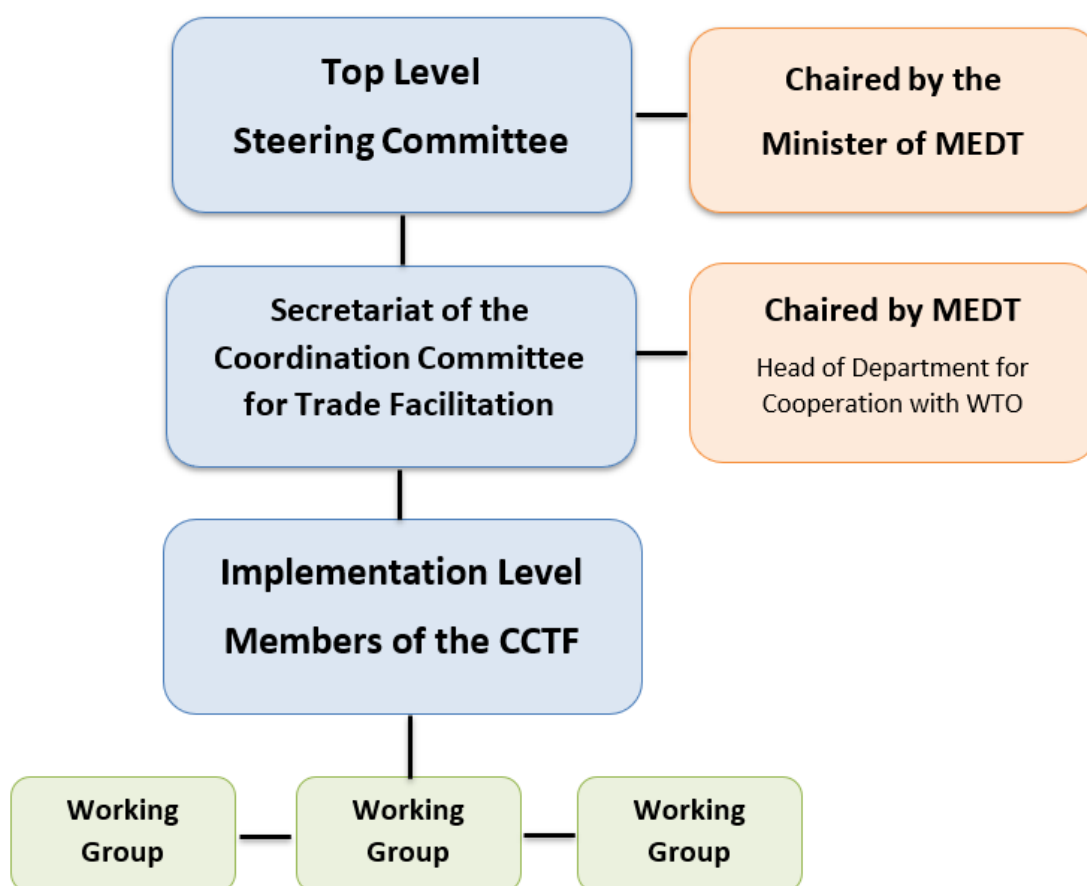 Top Level
Steering Committee
Chaired by the
Minister of MEDT
Secretariat of the
Coordination Committee
for Trade Facilitation
Chaired by MEDT
Head of Department for
Cooperation with WTO
Implementation Level
Members of the CCTF
Working
Group
Working
Group
Working
Group